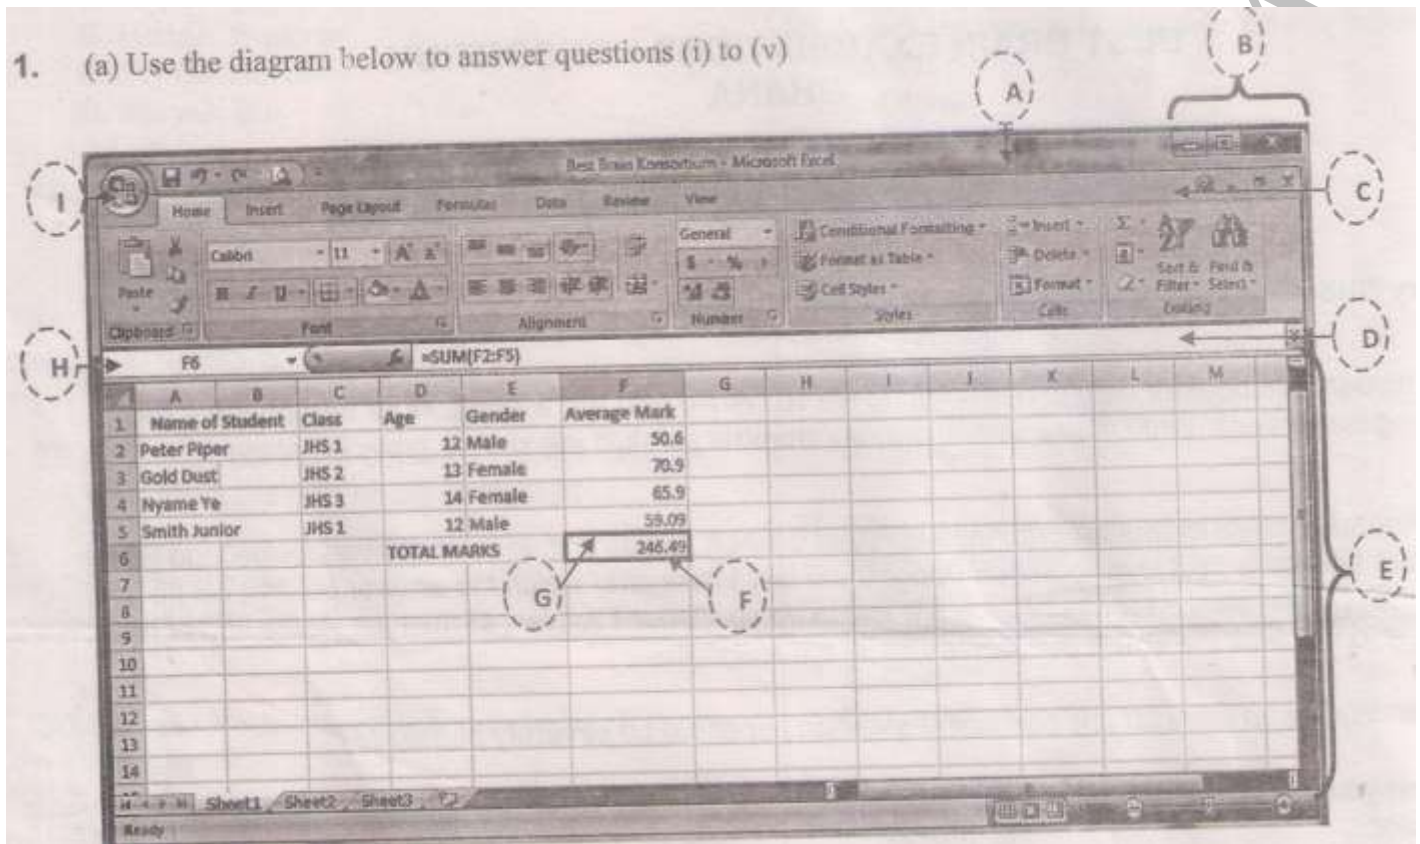 1. (a) Use the diagram below to answer questions (i) to (v)
B
A
Best Brain Konsortium - Microsoft Excel
C
I
Home Insert Page Layout Formulas Data Review View
Calibri 11 A A General Conditional Formatting Insert Σ
Paste B I U A $ % , Format as Table Delete Sort & Find &
Cell Styles Format Filter Select
Clipboard Font Alignment Number Styles Cells Editing
H F6 fx =SUM(F2:F5) D
A B C D E F G H I J K L M
1 Name of Student Class Age Gender Average Mark
2 Peter Piper JHS 1 12 Male 50.6
3 Gold Dust JHS 2 13 Female 70.9
4 Nyame Ye JHS 3 14 Female 65.9
5 Smith Junior JHS 1 12 Male 59.09
6 TOTAL MARKS 246.49
E
7
G F
8
9
10
11
12
13
14
Sheet1 Sheet2 Sheet3
Ready